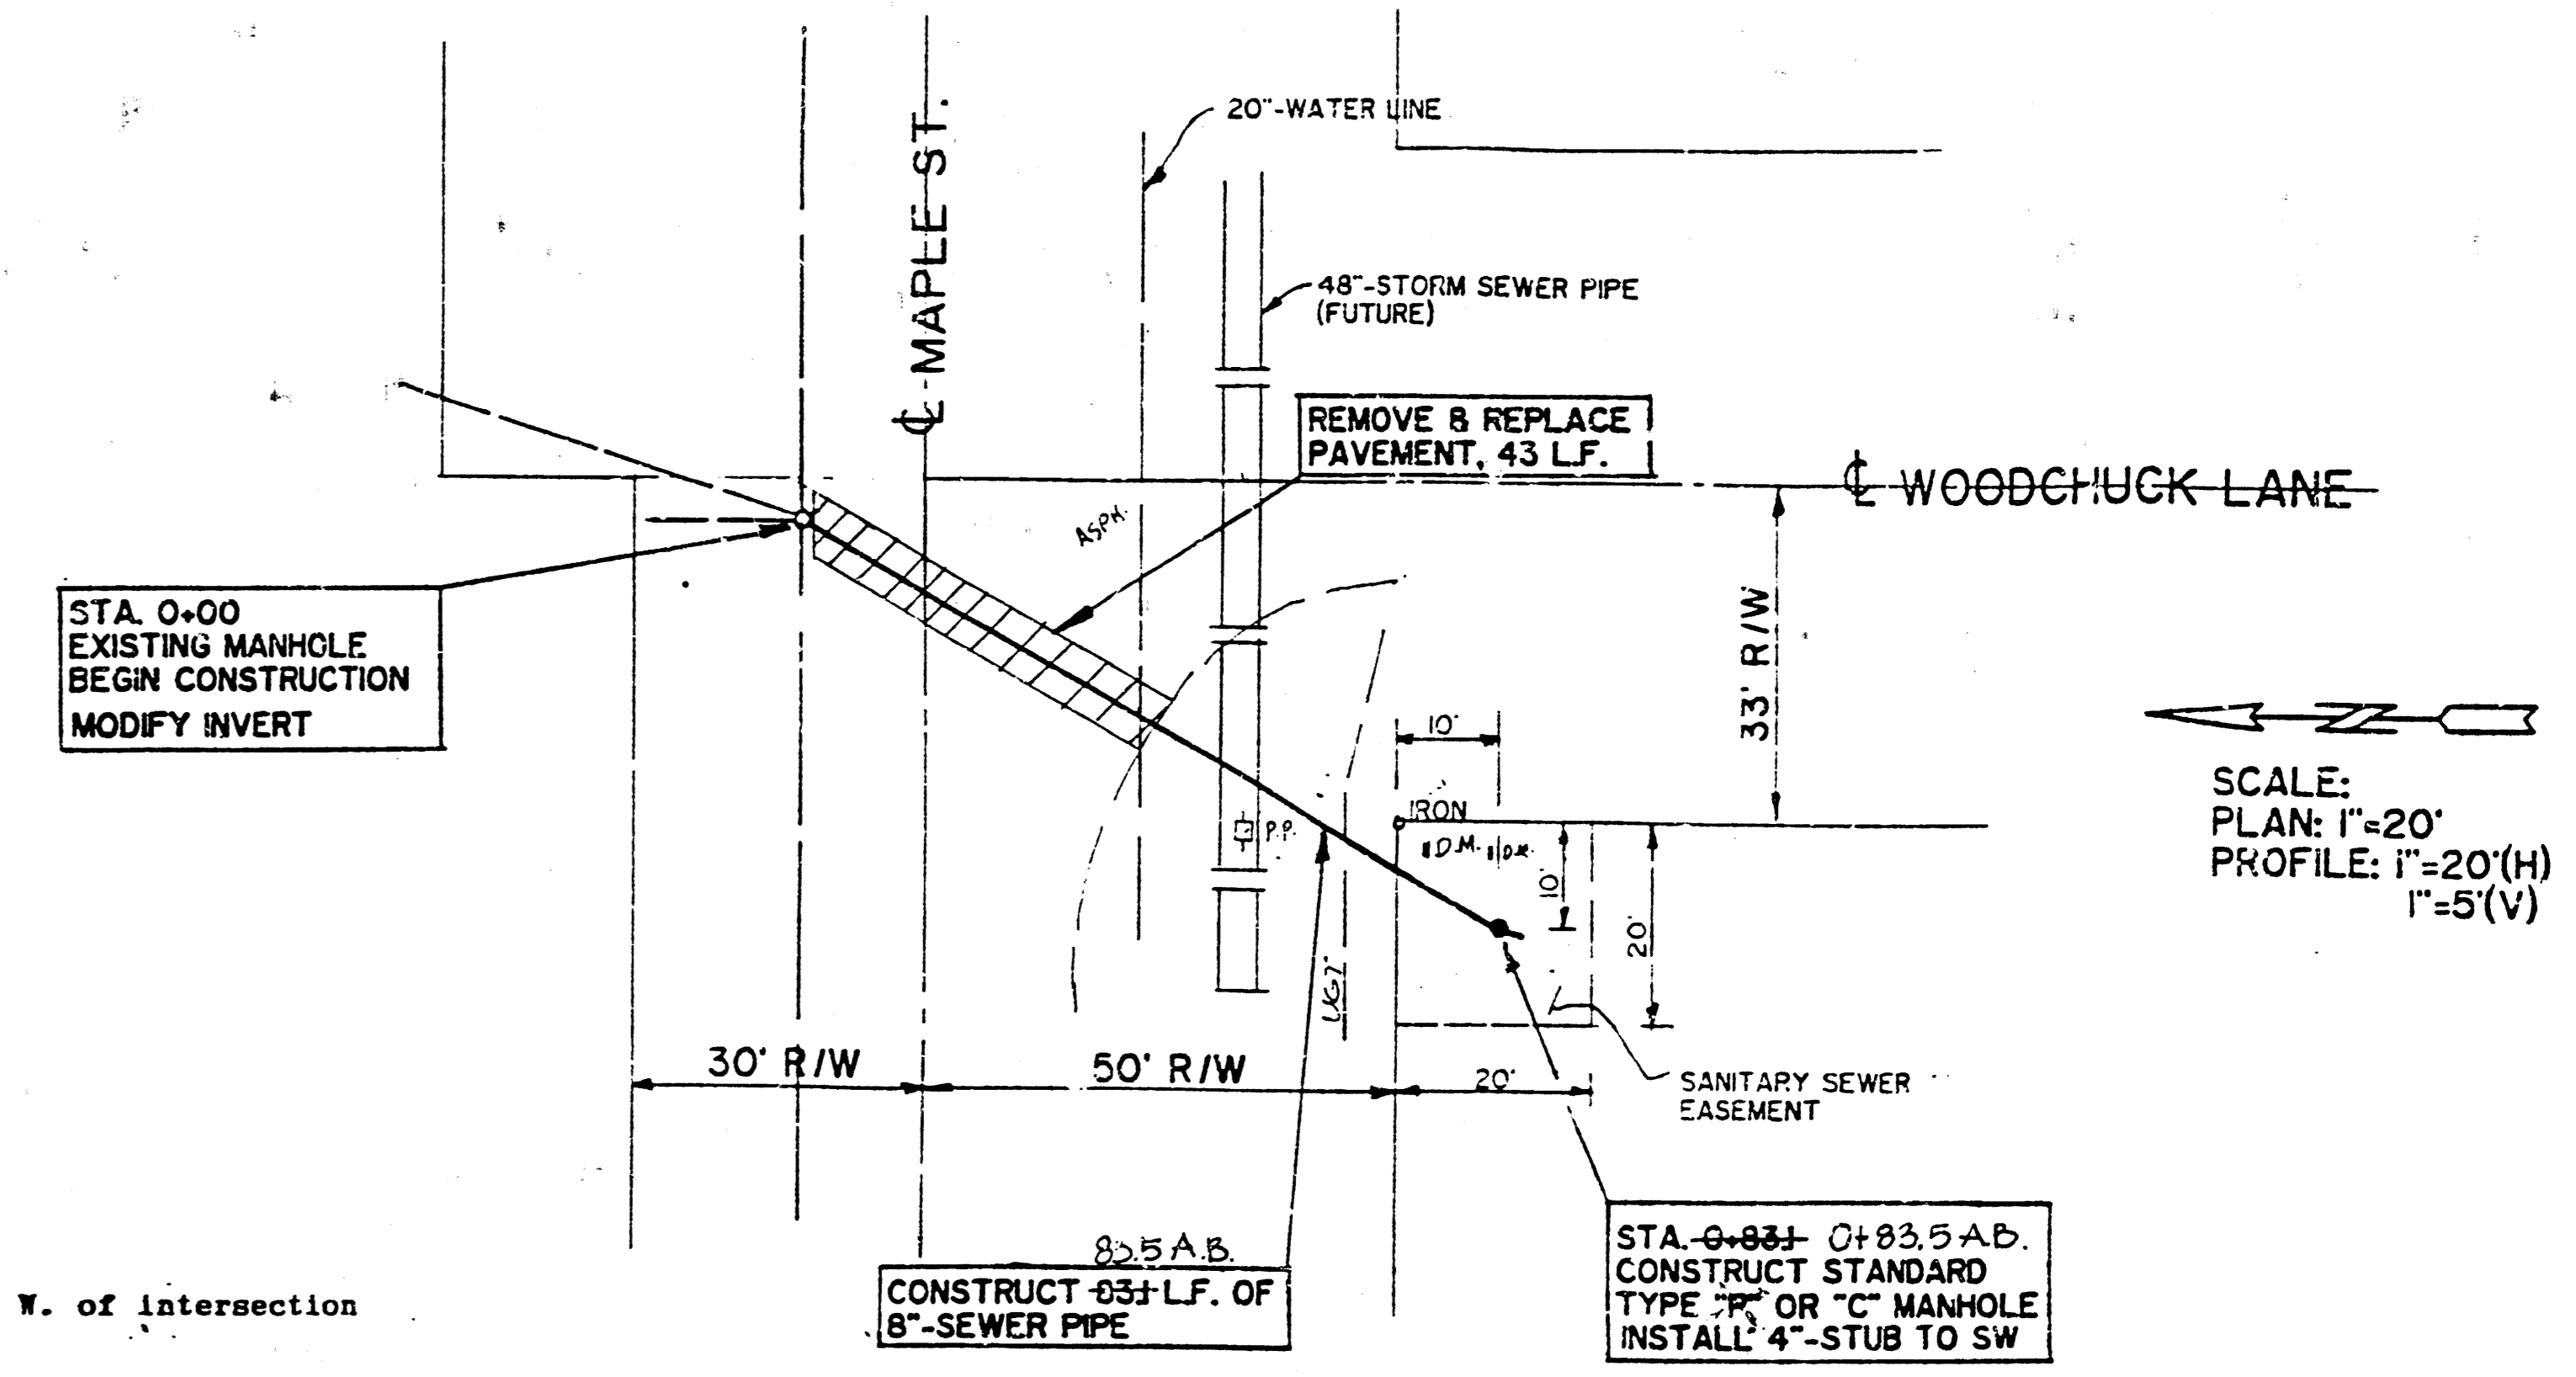 20"-WATER LINE
℄ MAPLE ST.
48"-STORM SEWER PIPE
(FUTURE)
REMOVE & REPLACE
PAVEMENT, 43 L.F.
℄ WOODCHUCK LANE
ASPH.
STA. 0+00
EXISTING MANHOLE
BEGIN CONSTRUCTION
MODIFY INVERT
33' R/W
10'
IRON
P.P.
D.M.
D.M.
10'
20'
SCALE:
PLAN: 1"=20'
PROFILE: 1"=20'(H)
1"=5'(V)
UGT
30' R/W
50' R/W
20'
SANITARY SEWER
EASEMENT
83.5 A.B.
CONSTRUCT 83± L.F. OF
8"-SEWER PIPE
STA. 0+83± 0+83.5 A.B.
CONSTRUCT STANDARD
TYPE "P" OR "C" MANHOLE
INSTALL 4"-STUB TO SW
W. of intersection